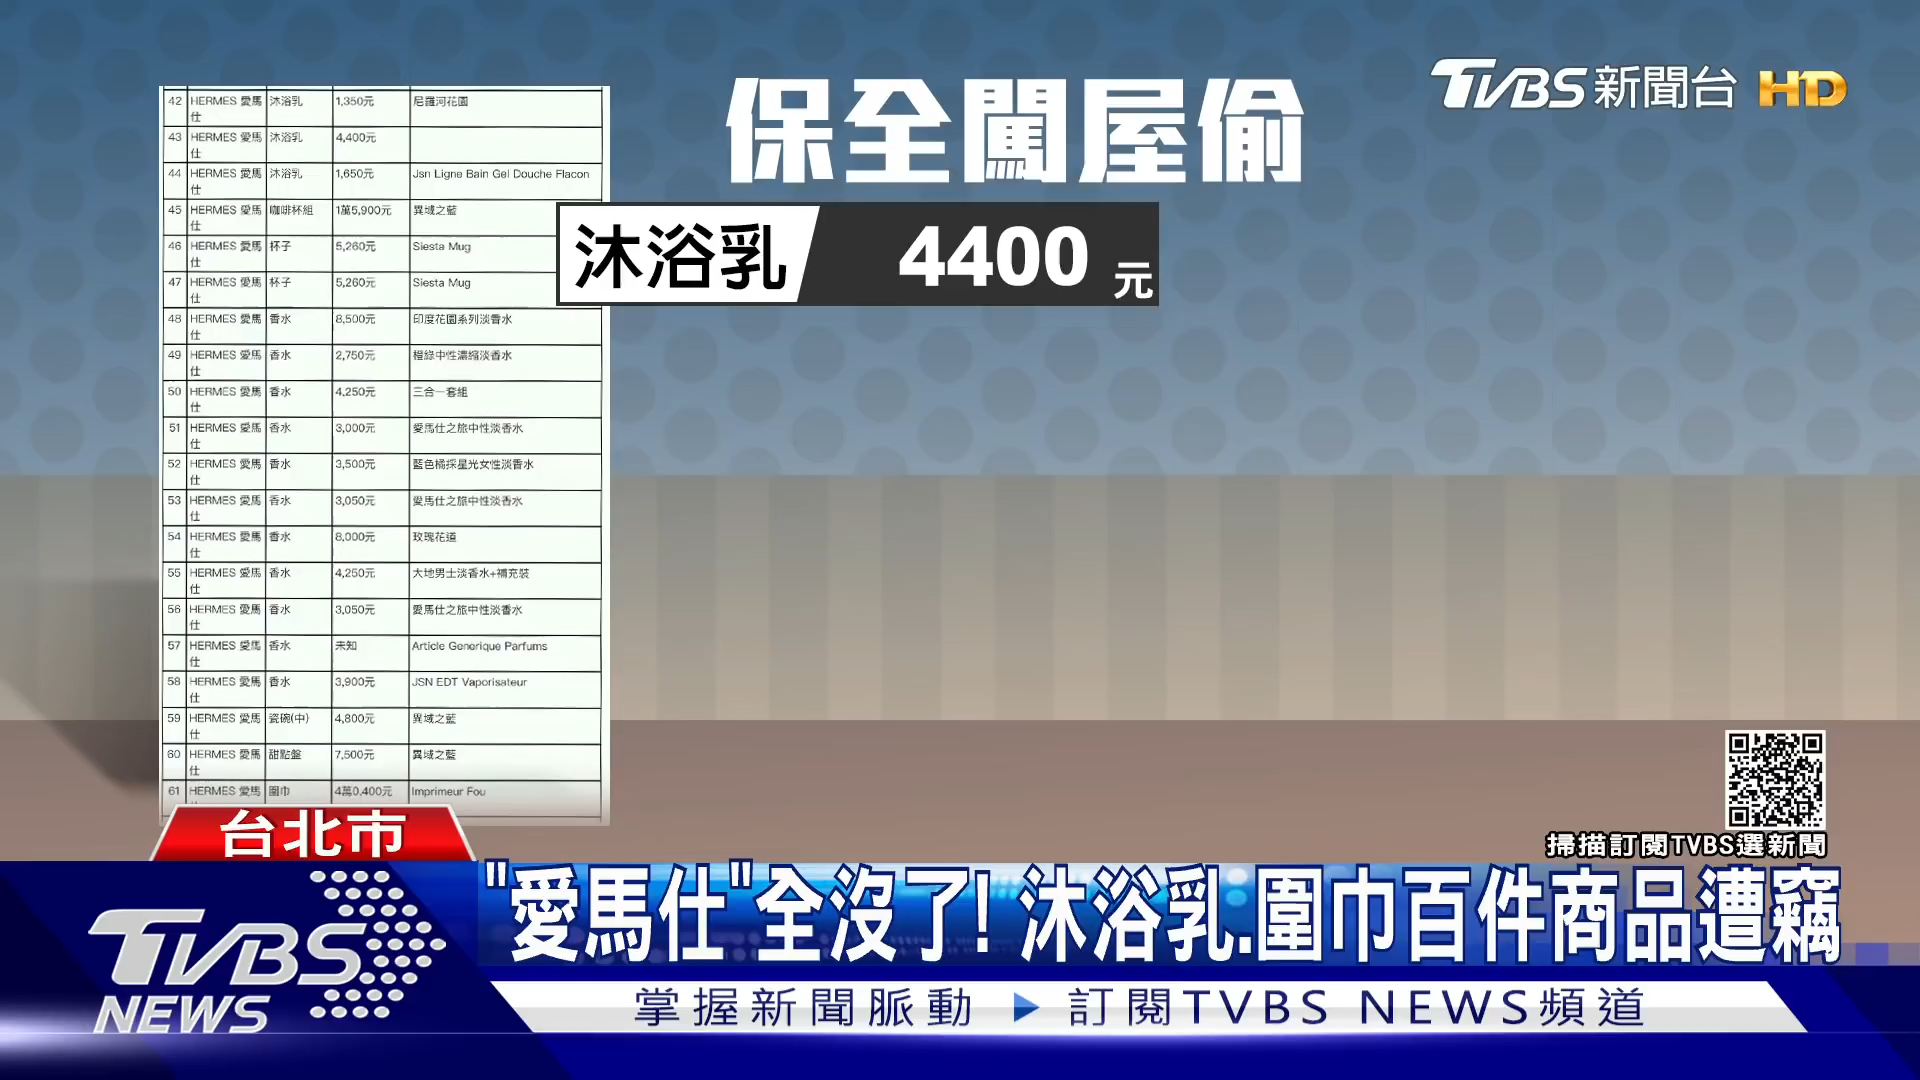 TVBS新聞台 HD
保全闖屋偷
沐浴乳 4400 元
42 HERMES 愛馬仕 沐浴乳 1,350元 尼羅河花園
43 HERMES 愛馬仕 沐浴乳 4,400元
44 HERMES 愛馬仕 沐浴乳 1,650元 Jsn Ligne Bain Gel Douche Flacon
45 HERMES 愛馬仕 咖啡杯組 1萬5,900元 異域之藍
46 HERMES 愛馬仕 杯子 5,260元 Siesta Mug
47 HERMES 愛馬仕 杯子 5,260元 Siesta Mug
48 HERMES 愛馬仕 香水 8,500元 印度花園系列淡香水
49 HERMES 愛馬仕 香水 2,750元 橙綠中性濃縮淡香水
50 HERMES 愛馬仕 香水 4,250元 三合一套組
51 HERMES 愛馬仕 香水 3,000元 愛馬仕之旅中性淡香水
52 HERMES 愛馬仕 香水 3,500元 藍色橘採星光女性淡香水
53 HERMES 愛馬仕 香水 3,050元 愛馬仕之旅中性淡香水
54 HERMES 愛馬仕 香水 8,000元 玫瑰花道
55 HERMES 愛馬仕 香水 4,250元 大地男士淡香水+補充裝
56 HERMES 愛馬仕 香水 3,050元 愛馬仕之旅中性淡香水
57 HERMES 愛馬仕 香水 未知 Article Generique Parfums
58 HERMES 愛馬仕 香水 3,900元 JSN EDT Vaporisateur
59 HERMES 愛馬仕 瓷碗(中) 4,800元 異域之藍
60 HERMES 愛馬仕 甜點盤 7,500元 異域之藍
61 HERMES 愛馬 圍巾 4萬0,400元 Imprimeur Fou
掃描訂閱TVBS選新聞
台北市
"愛馬仕"全沒了! 沐浴乳.圍巾百件商品遭竊
TVBS NEWS
掌握新聞脈動 ▶ 訂閱TVBS NEWS頻道